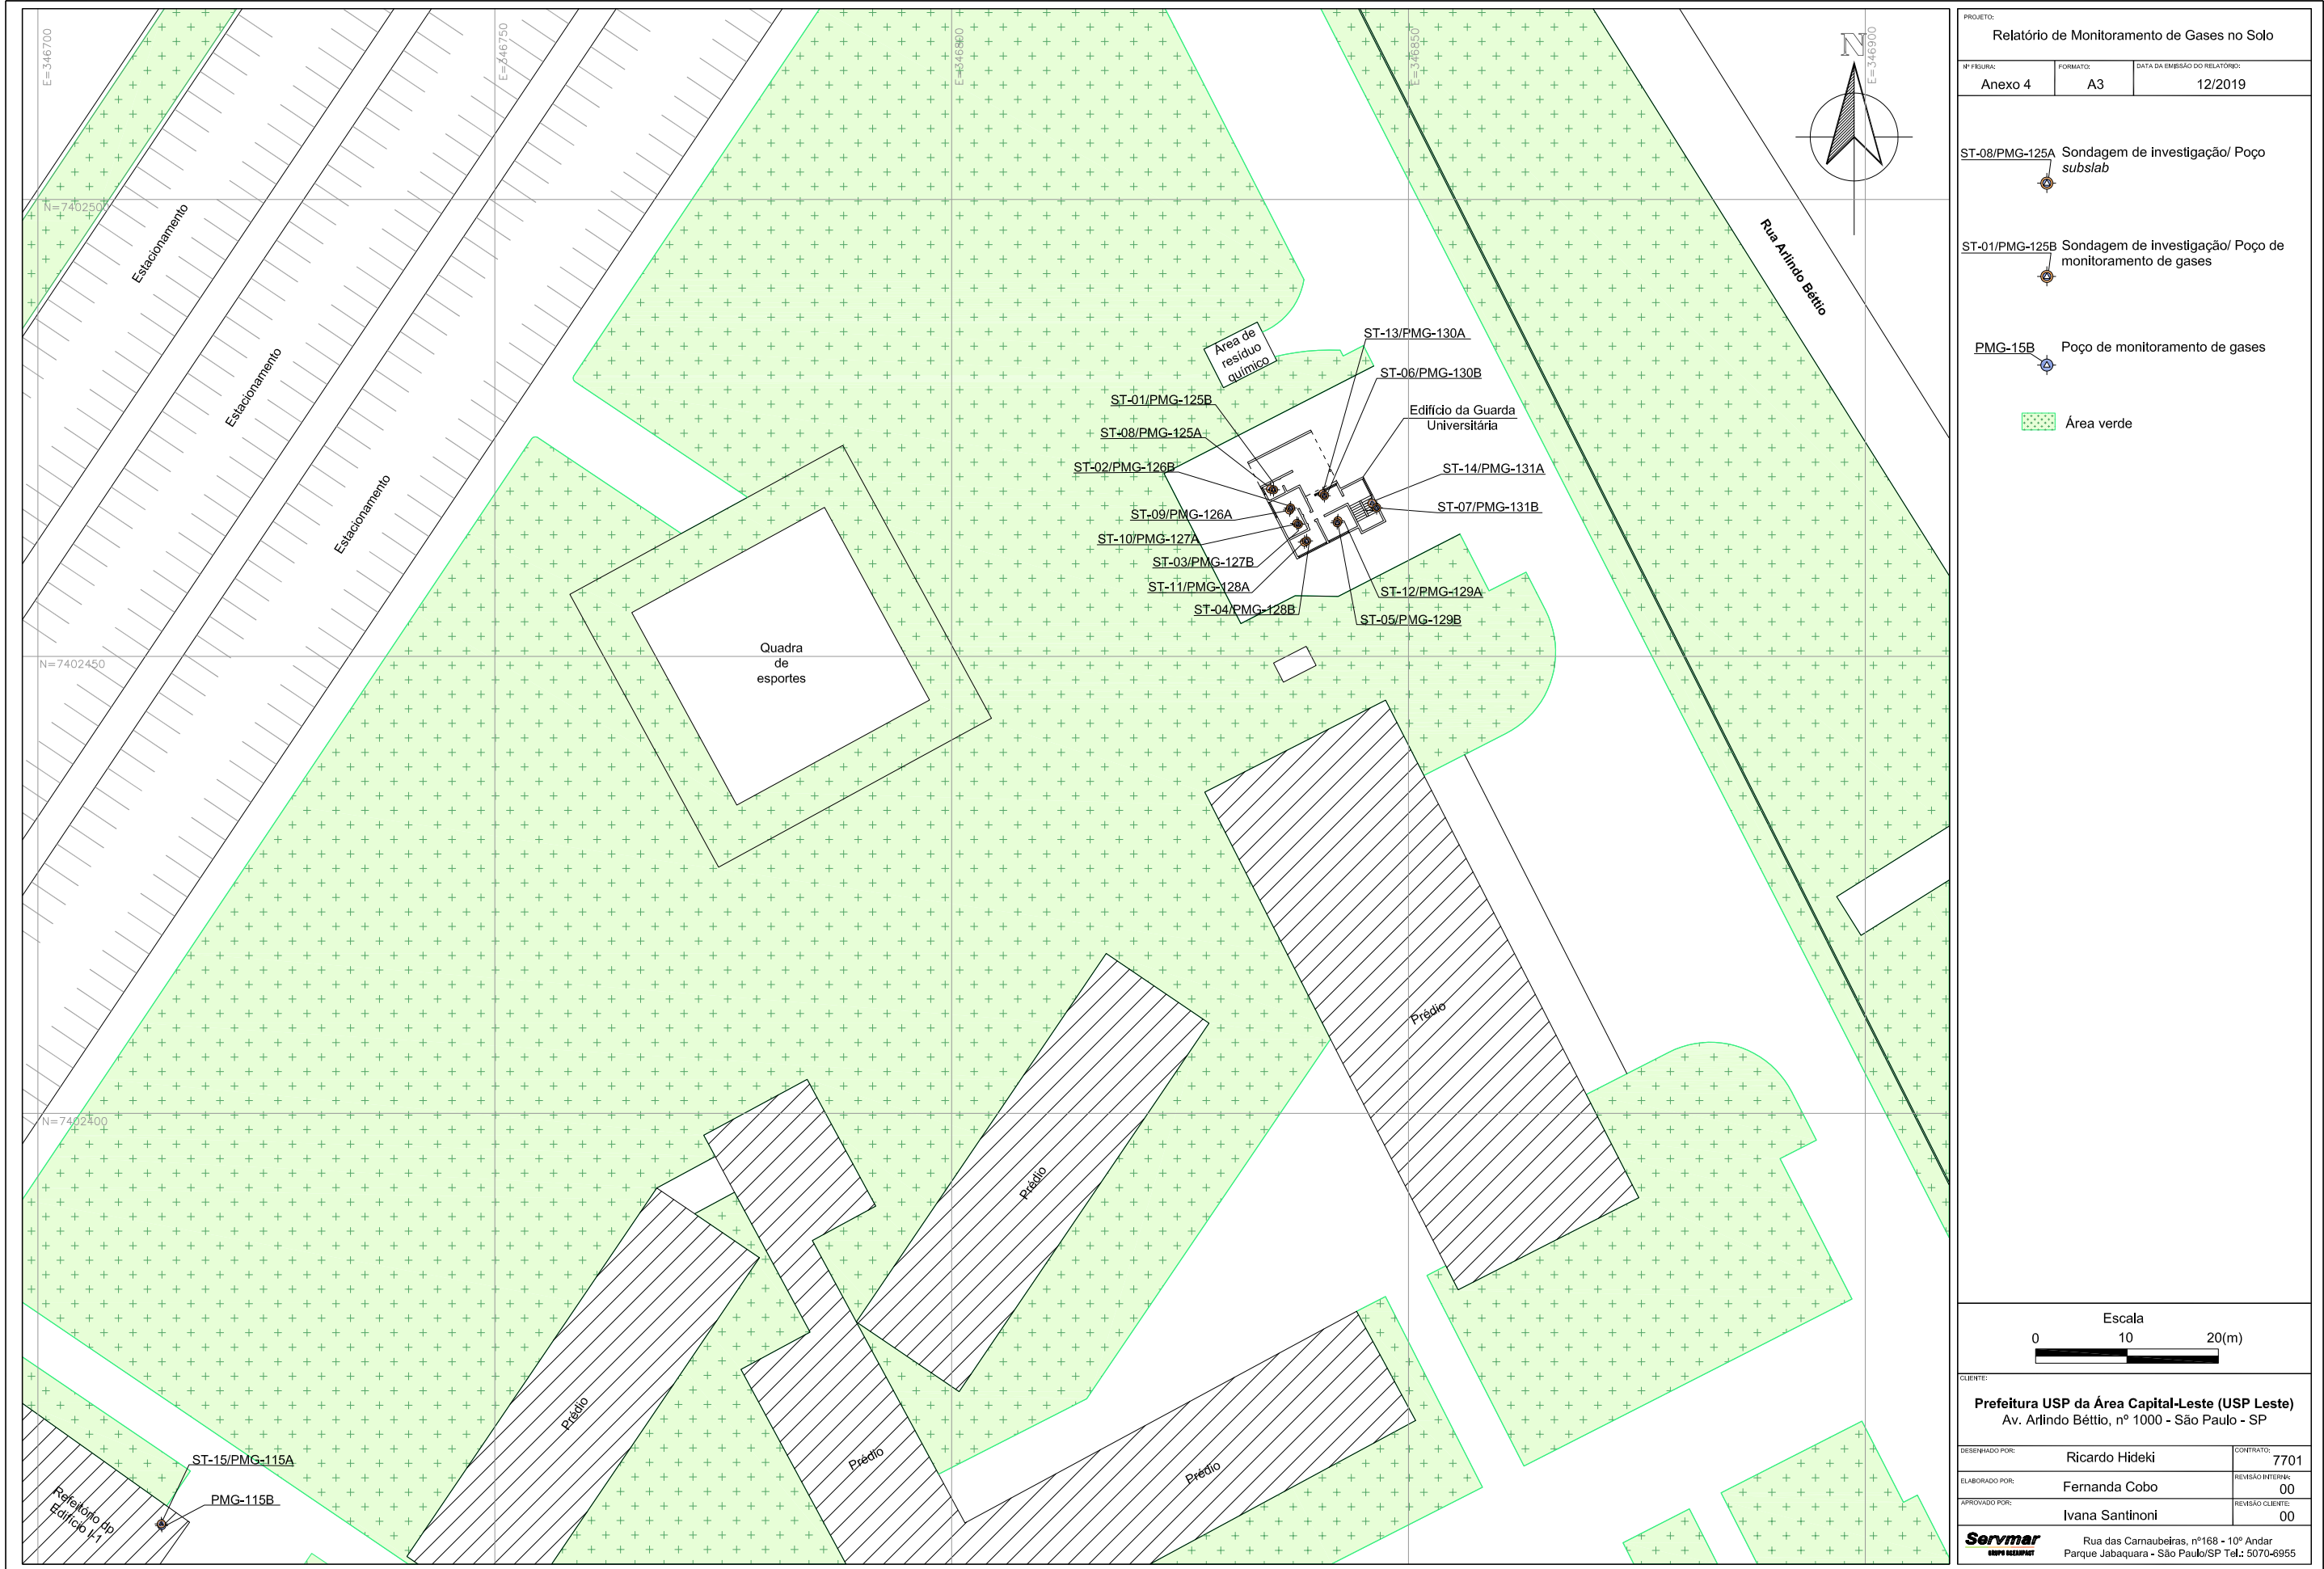 E=346700
E=346750
E=346800
E=346850
E=346900
N
N=7402500
N=7402450
N=7402400
Estacionamento
Estacionamento
Estacionamento
Rua Arlindo Béttio
Área de
resíduo
químico
ST-13/PMG-130A
ST-06/PMG-130B
ST-01/PMG-125B
Edifício da Guarda
Universitária
ST-08/PMG-125A
ST-02/PMG-126B
ST-14/PMG-131A
ST-09/PMG-126A
ST-07/PMG-131B
ST-10/PMG-127A
ST-03/PMG-127B
ST-11/PMG-128A
ST-12/PMG-129A
ST-04/PMG-128B
ST-05/PMG-129B
Quadra
de
esportes
Prédio
Prédio
Prédio
Prédio
Prédio
ST-15/PMG-115A
PMG-115B
Refeitório dp
Edifício I-1
PROJETO:
Relatório de Monitoramento de Gases no Solo
Nº FIGURA:
Anexo 4
FORMATO:
A3
DATA DA EMISSÃO DO RELATÓRIO:
12/2019
ST-08/PMG-125A Sondagem de investigação/ Poço
subslab
ST-01/PMG-125B Sondagem de investigação/ Poço de
monitoramento de gases
PMG-15B Poço de monitoramento de gases
Área verde
Escala
0 10 20(m)
CLIENTE:
Prefeitura USP da Área Capital-Leste (USP Leste)
Av. Arlindo Béttio, nº 1000 - São Paulo - SP
DESENHADO POR:
Ricardo Hideki
CONTRATO:
7701
ELABORADO POR:
Fernanda Cobo
REVISÃO INTERNA:
00
APROVADO POR:
Ivana Santinoni
REVISÃO CLIENTE:
00
Servmar
GRUPO OCEANPACT
Rua das Carnaubeiras, nº168 - 10º Andar
Parque Jabaquara - São Paulo/SP Tel.: 5070-6955